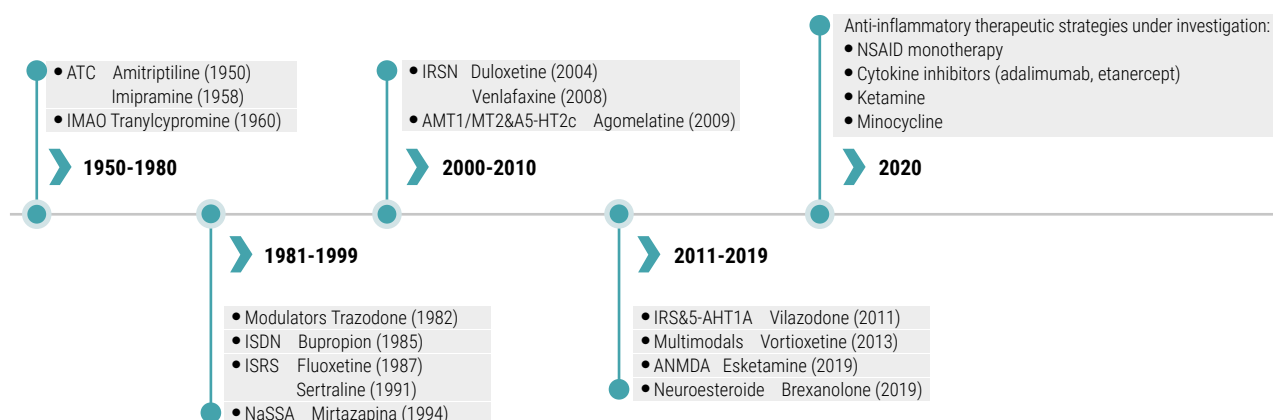 ● ATC Amitriptiline (1950)
Imipramine (1958)
● IMAO Tranylcypromine (1960)
1950-1980
1981-1999
● Modulators Trazodone (1982)
● ISDN Bupropion (1985)
● ISRS Fluoxetine (1987)
Sertraline (1991)
● NaSSA Mirtazapina (1994)
● IRSN Duloxetine (2004)
Venlafaxine (2008)
● AMT1/MT2&A5-HT2c Agomelatine (2009)
2000-2010
2011-2019
● IRS&5-AHT1A Vilazodone (2011)
● Multimodals Vortioxetine (2013)
● ANMDA Esketamine (2019)
● Neuroesteroide Brexanolone (2019)
Anti-inflammatory therapeutic strategies under investigation:
● NSAID monotherapy
● Cytokine inhibitors (adalimumab, etanercept)
● Ketamine
● Minocycline
2020